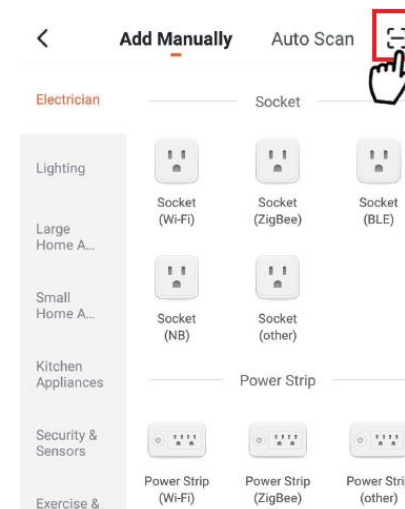 Add Manually Auto Scan
Electrician
Socket
Lighting
Socket
(Wi-Fi)
Socket
(ZigBee)
Socket
(BLE)
Large
Home A...
Small
Home A...
Socket
(NB)
Socket
(other)
Kitchen
Appliances
Power Strip
Security &
Sensors
Power Strip
(Wi-Fi)
Power Strip
(ZigBee)
Power Strip
(other)
Exercise &